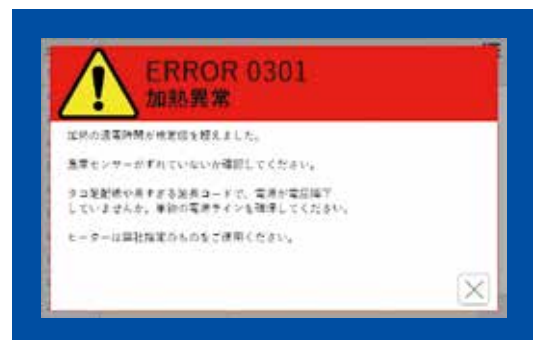 ERROR 0301
加熱異常
加熱の通電時間が規定値を超えました。
温度センサーがずれていないか確認してください。
タコ足配線や長すぎる延長コードで、電源が電圧降下
していませんか。単独の電源ラインを確保してください。
ヒーターは弊社指定のものをご使用ください。